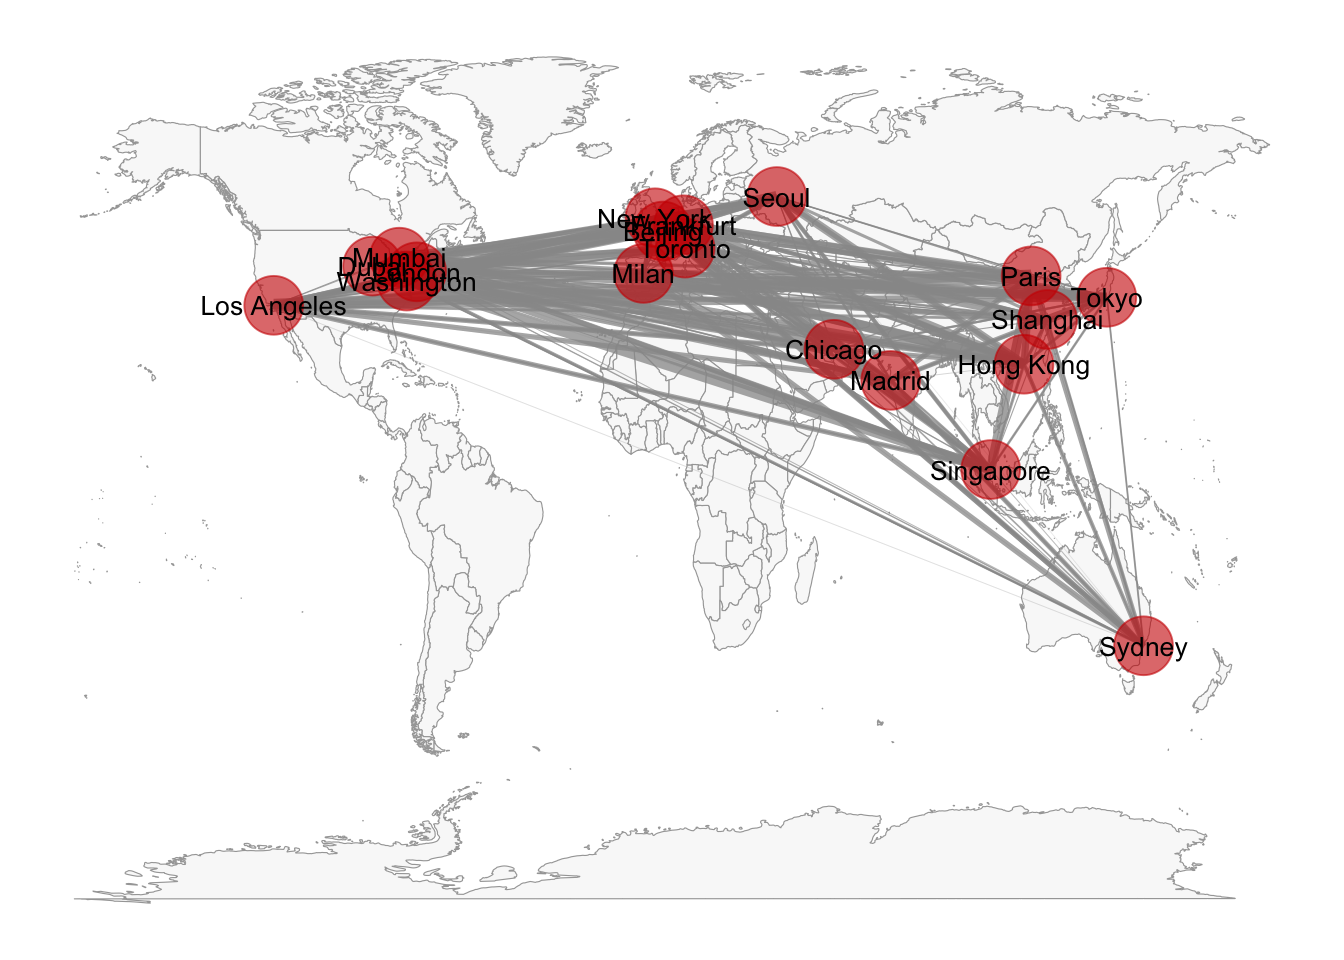 Seoul
New York
Frankfurt
Beijing
Toronto
Milan
Mumbai
Dubai
London
Washington
Los Angeles
Paris
Tokyo
Shanghai
Chicago
Hong Kong
Madrid
Singapore
Sydney